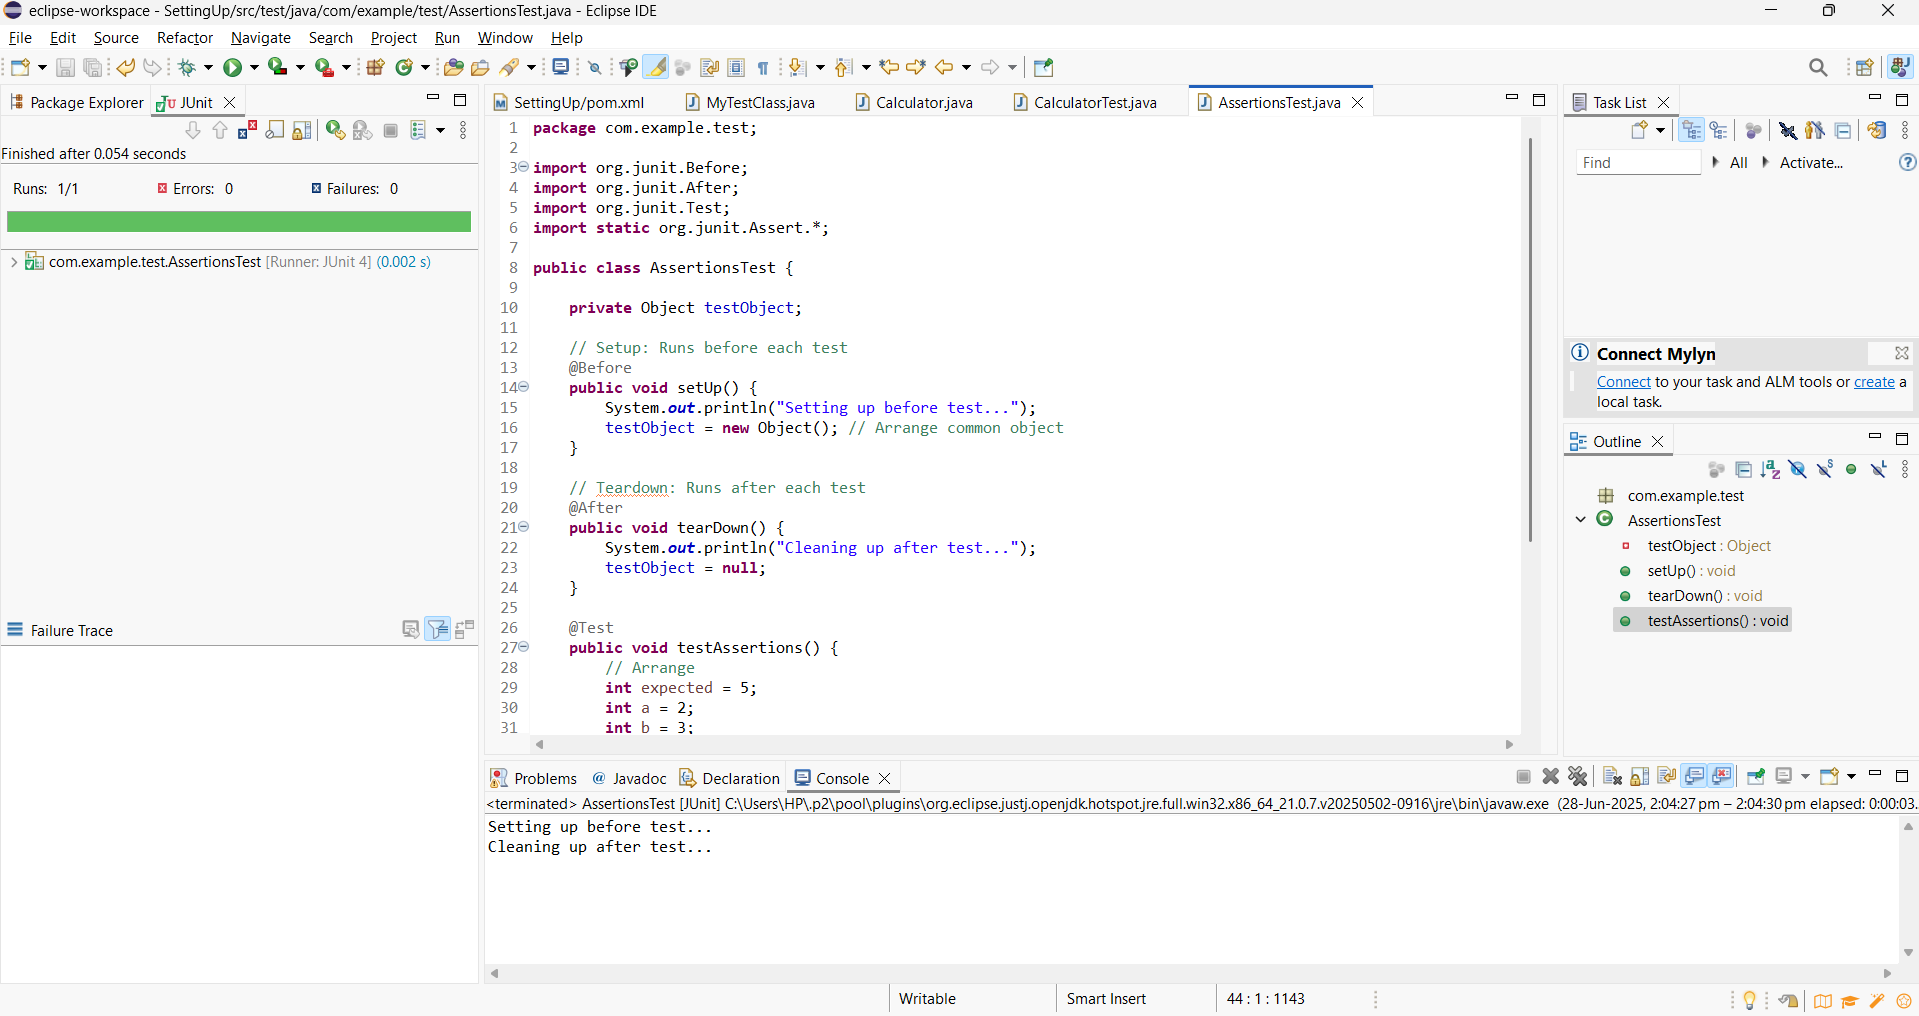 eclipse-workspace - SettingUp/src/test/java/com/example/test/AssertionsTest.java - Eclipse IDE
File Edit Source Refactor Navigate Search Project Run Window Help
Package Explorer
JUnit
Finished after 0.054 seconds
Runs: 1/1 Errors: 0 Failures: 0
com.example.test.AssertionsTest [Runner: JUnit 4] (0.002 s)
Failure Trace
SettingUp/pom.xml MyTestClass.java Calculator.java CalculatorTest.java AssertionsTest.java
1 package com.example.test;
2
3 import org.junit.Before;
4 import org.junit.After;
5 import org.junit.Test;
6 import static org.junit.Assert.*;
7
8 public class AssertionsTest {
9
10 private Object testObject;
11
12 // Setup: Runs before each test
13 @Before
14 public void setUp() {
15 System.out.println("Setting up before test...");
16 testObject = new Object(); // Arrange common object
17 }
18
19 // Teardown: Runs after each test
20 @After
21 public void tearDown() {
22 System.out.println("Cleaning up after test...");
23 testObject = null;
24 }
25
26 @Test
27 public void testAssertions() {
28 // Arrange
29 int expected = 5;
30 int a = 2;
31 int b = 3;
Problems Javadoc Declaration Console
<terminated> AssertionsTest [JUnit] C:\Users\HP\.p2\pool\plugins\org.eclipse.justj.openjdk.hotspot.jre.full.win32.x86_64_21.0.7.v20250502-0916\jre\bin\javaw.exe (28-Jun-2025, 2:04:27 pm – 2:04:30 pm elapsed: 0:00:03.
Setting up before test...
Cleaning up after test...
Task List
Find All Activate...
Connect Mylyn
Connect to your task and ALM tools or create a
local task.
Outline
com.example.test
AssertionsTest
testObject : Object
setUp() : void
tearDown() : void
testAssertions() : void
Writable Smart Insert 44 : 1 : 1143